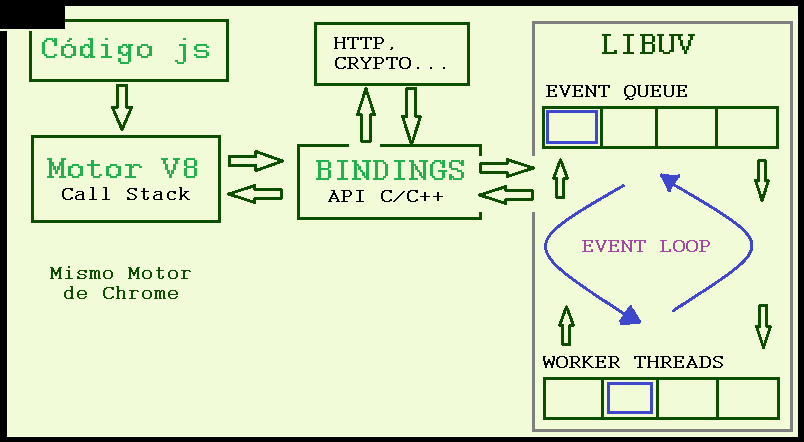 Código js
HTTP,
CRYPTO...
LIBUV
EVENT QUEUE
Motor V8
Call Stack
BINDINGS
API C/C++
EVENT LOOP
Mismo Motor
de Chrome
WORKER THREADS